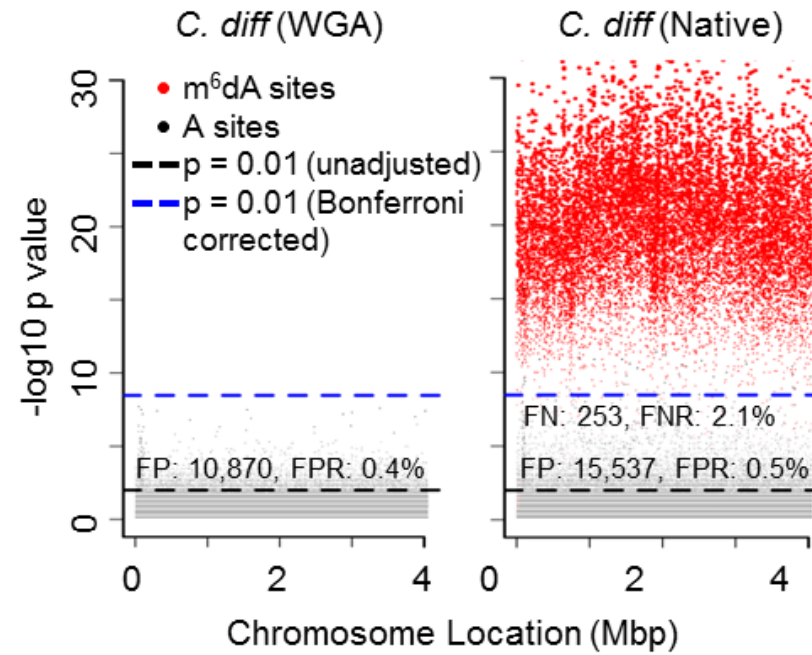 C. diff (WGA)
C. diff (Native)
30
20
10
0
-log10 p value
m⁶dA sites
A sites
p = 0.01 (unadjusted)
p = 0.01 (Bonferroni
corrected)
FP: 10,870, FPR: 0.4%
FN: 253, FNR: 2.1%
FP: 15,537, FPR: 0.5%
0 2 4
0 2 4
Chromosome Location (Mbp)